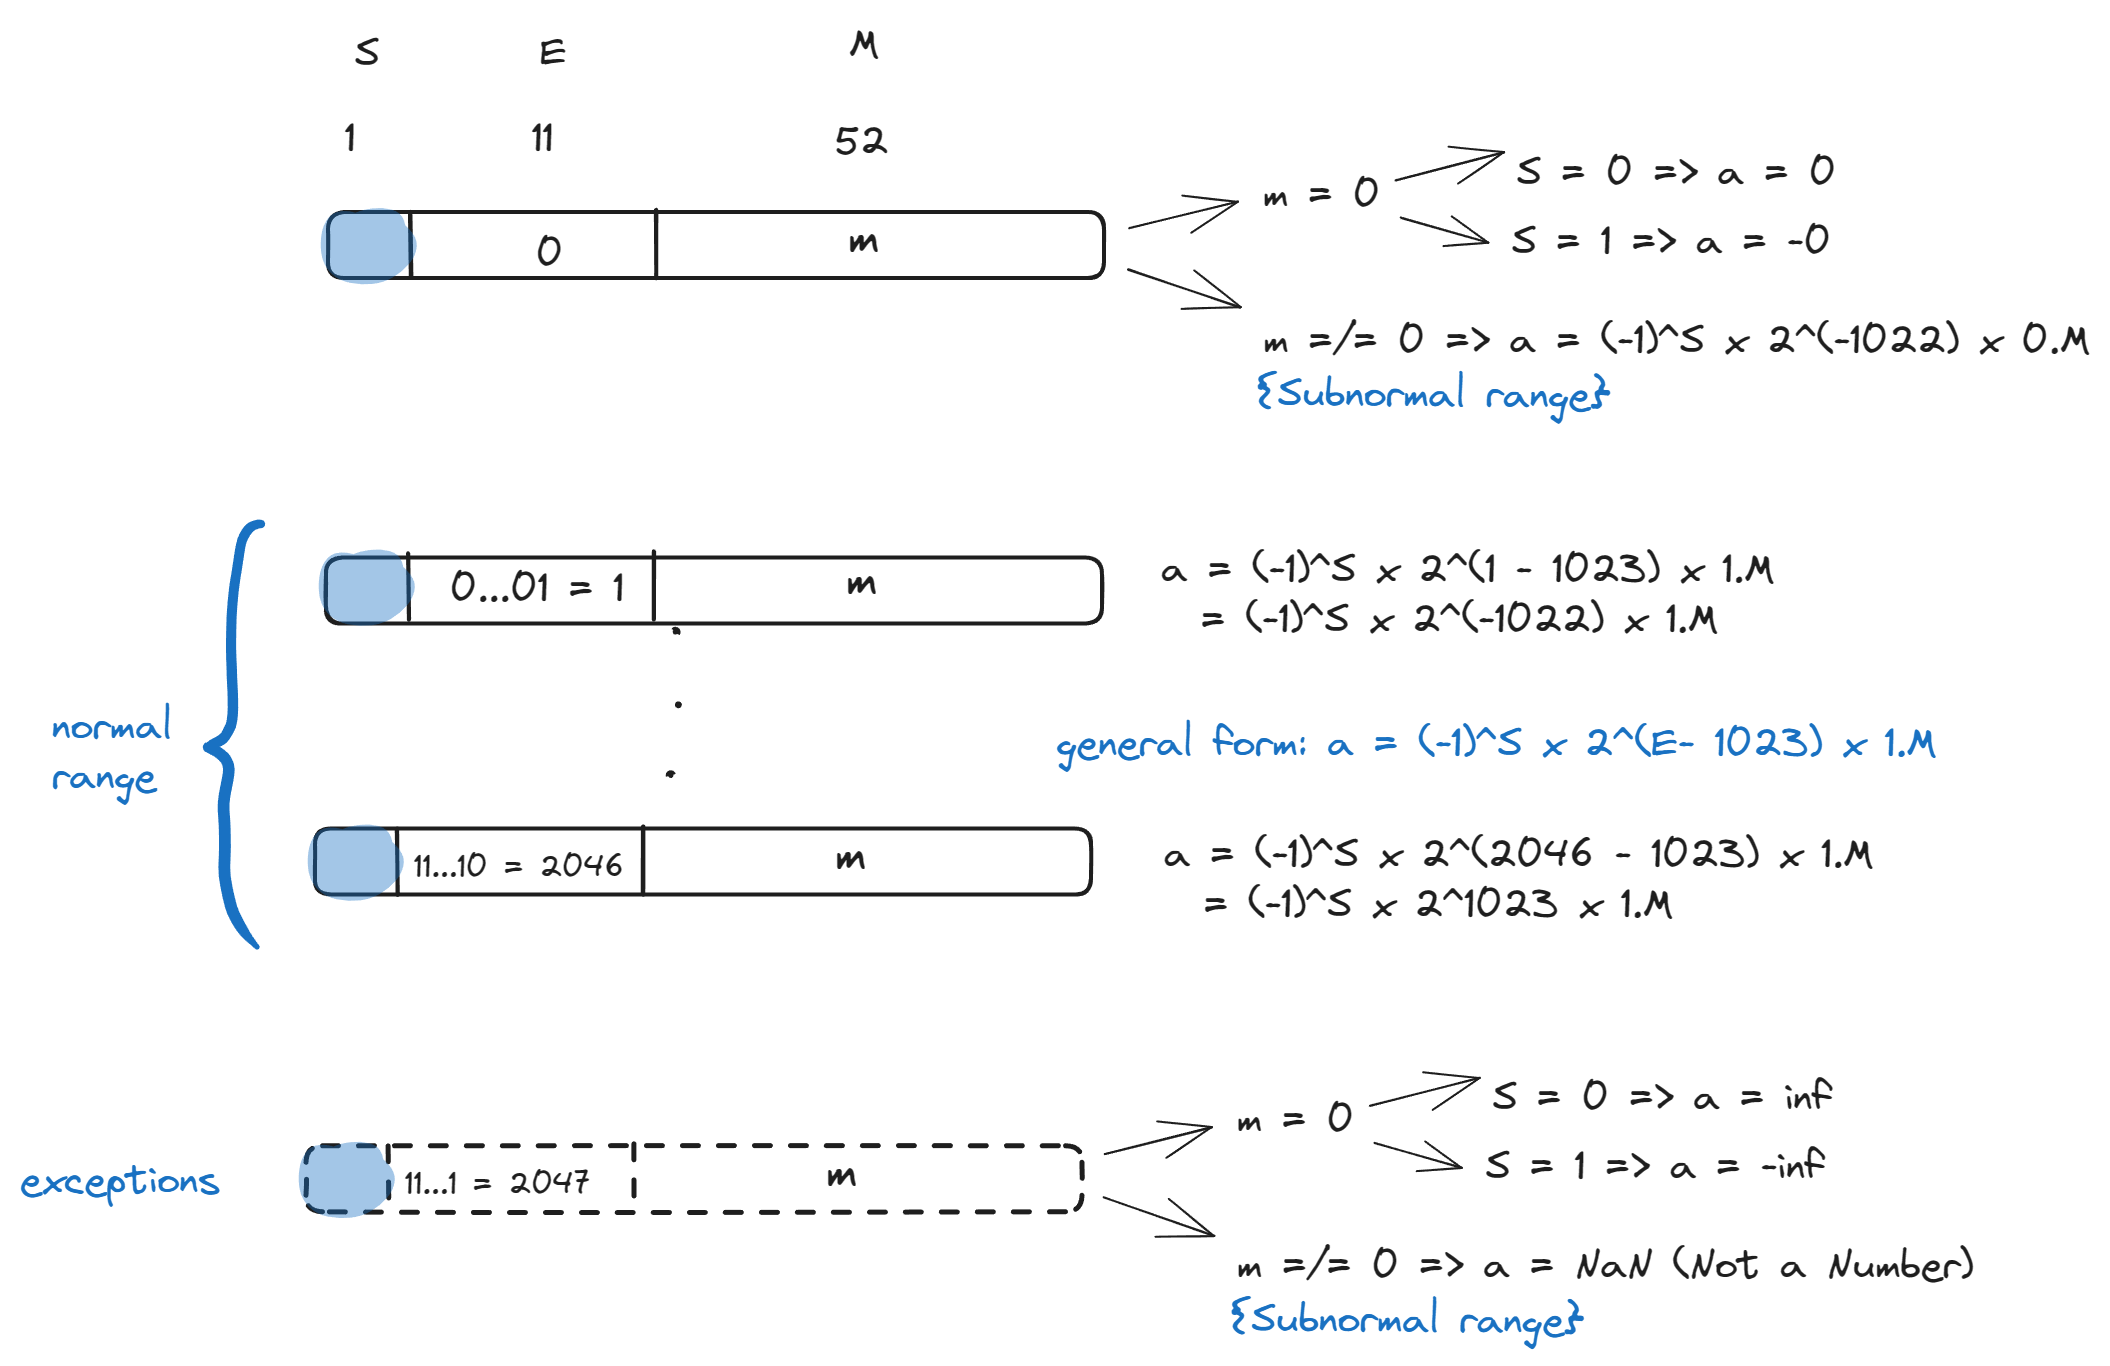 S E M
1 11 52
0 m
m = 0
S = 0 => a = 0
S = 1 => a = -0
m =/= 0 => a = (-1)^S x 2^(-1022) x 0.M
{Subnormal range}
normal
range
0...01 = 1 m
a = (-1)^S x 2^(1 - 1023) x 1.M
= (-1)^S x 2^(-1022) x 1.M
.
.
.
general form: a = (-1)^S x 2^(E- 1023) x 1.M
11...10 = 2046 m
a = (-1)^S x 2^(2046 - 1023) x 1.M
= (-1)^S x 2^1023 x 1.M
exceptions
11...1 = 2047 m
m = 0
S = 0 => a = inf
S = 1 => a = -inf
m =/= 0 => a = NaN (Not a Number)
{Subnormal range}